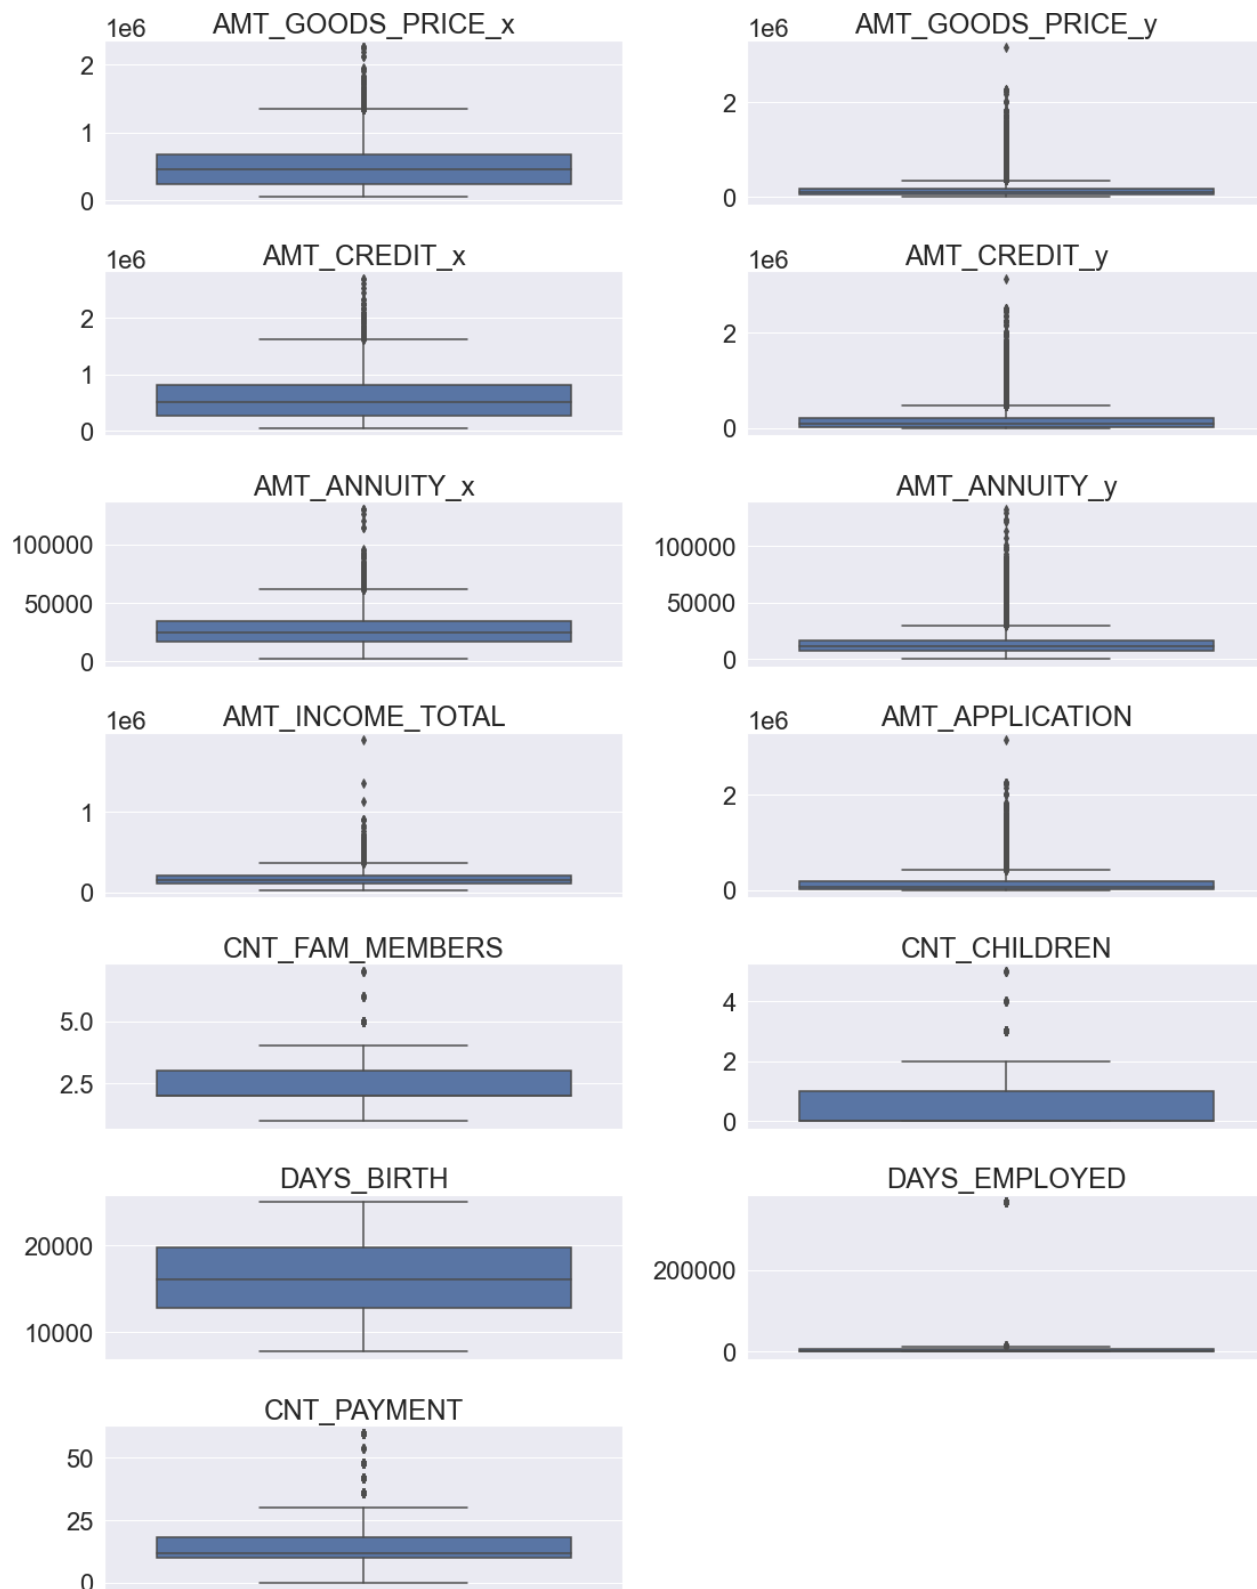 AMT_GOODS_PRICE_x
1e6
2
1
0
AMT_GOODS_PRICE_y
1e6
2
0
AMT_CREDIT_x
1e6
2
1
0
AMT_CREDIT_y
1e6
2
0
AMT_ANNUITY_x
100000
50000
0
AMT_ANNUITY_y
100000
50000
0
AMT_INCOME_TOTAL
1e6
1
0
AMT_APPLICATION
1e6
2
0
CNT_FAM_MEMBERS
5.0
2.5
CNT_CHILDREN
4
2
0
DAYS_BIRTH
20000
10000
DAYS_EMPLOYED
200000
0
CNT_PAYMENT
50
25
0